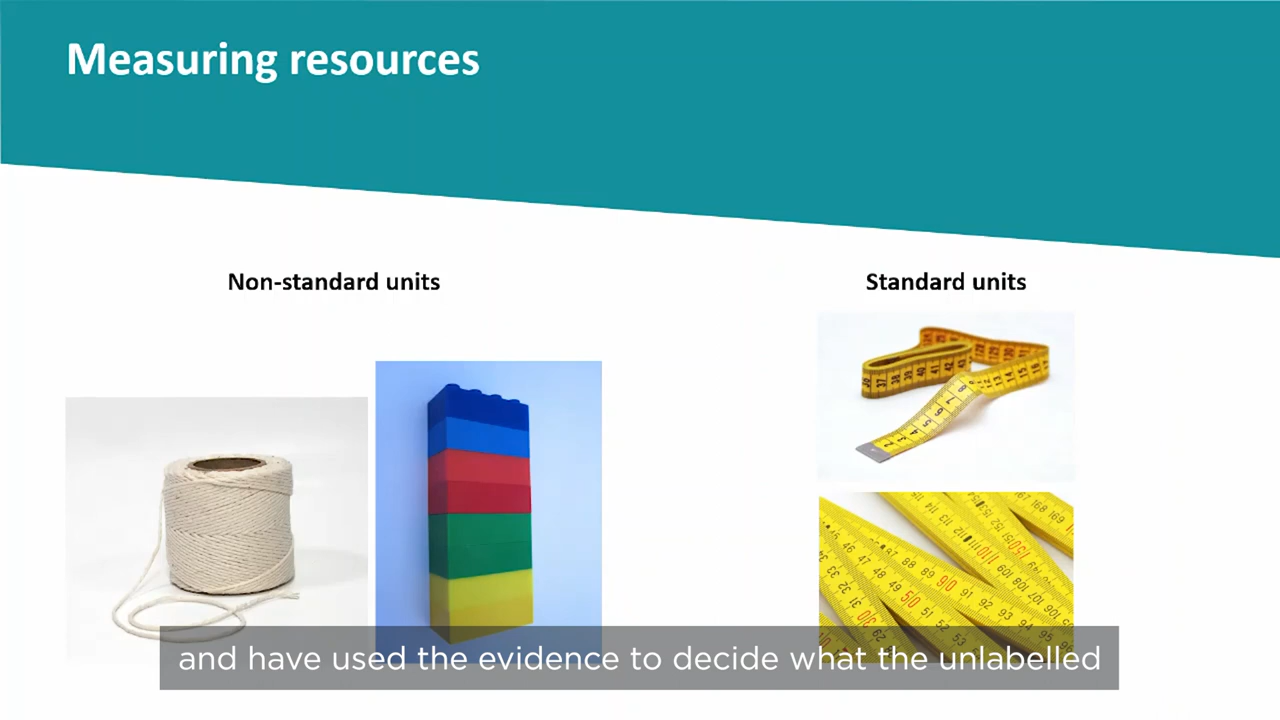 Measuring resources
Non-standard units
Standard units
and have used the evidence to decide what the unlabelled